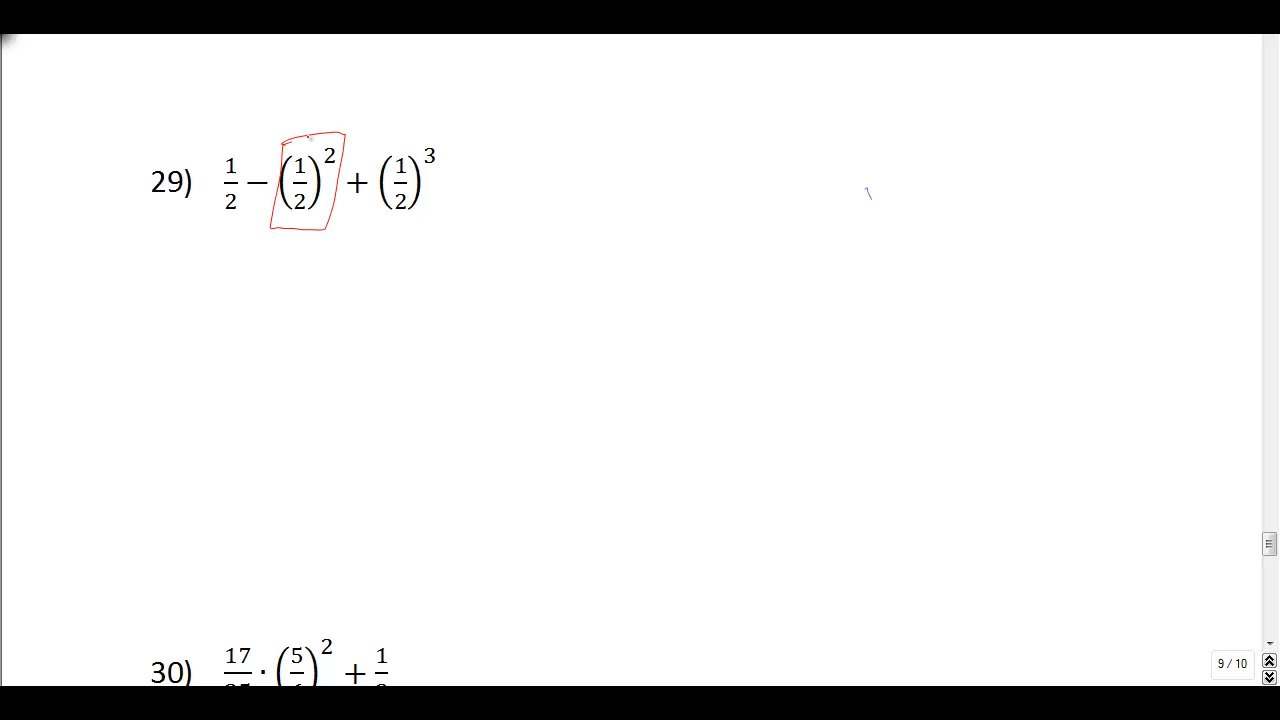 29) 1/2 − (1/2)^2 + (1/2)^3
30) 17/ · (5/)^2 + 1/
9 / 10